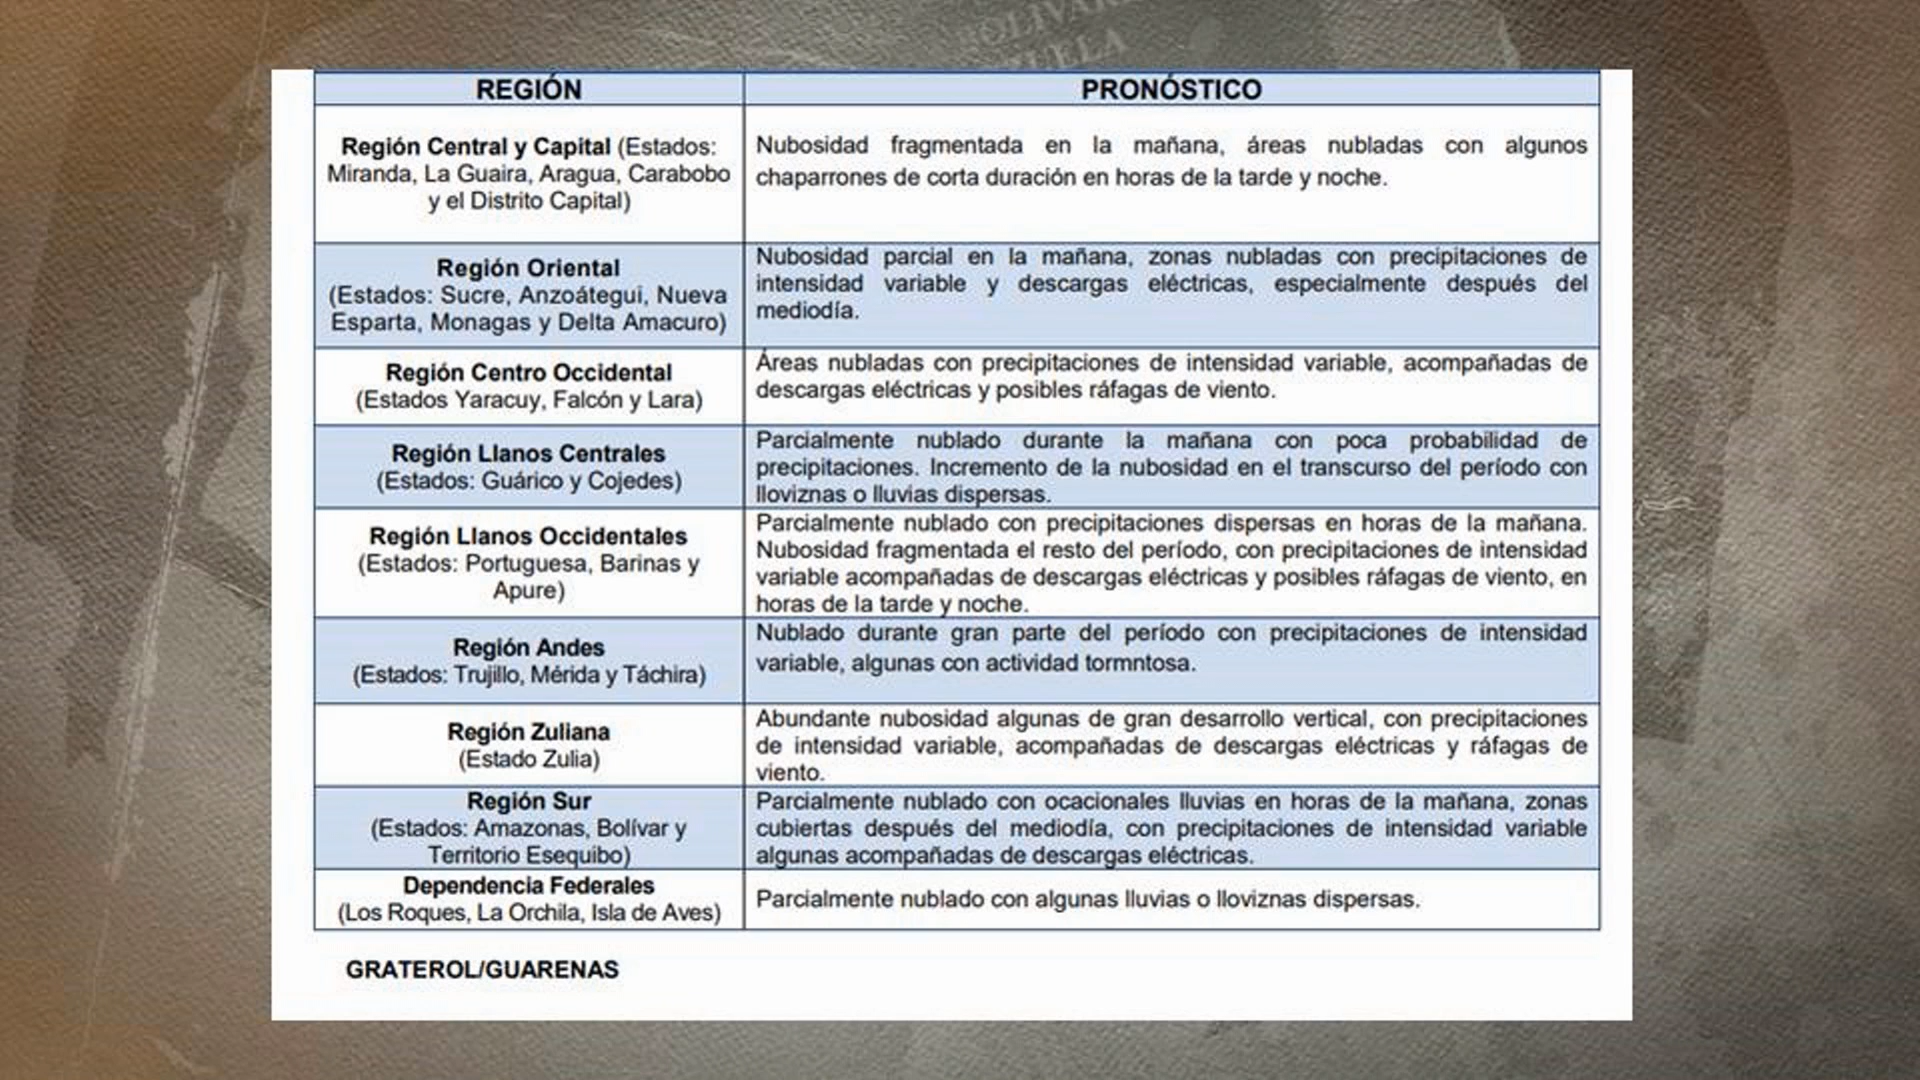 BOLIVAR
ZUELA
REGIÓN
PRONÓSTICO
Región Central y Capital (Estados:
Miranda, La Guaira, Aragua, Carabobo
y el Distrito Capital)
Nubosidad fragmentada en la mañana, áreas nubladas con algunos
chaparrones de corta duración en horas de la tarde y noche.
Región Oriental
(Estados: Sucre, Anzoátegui, Nueva
Esparta, Monagas y Delta Amacuro)
Nubosidad parcial en la mañana, zonas nubladas con precipitaciones de
intensidad variable y descargas eléctricas, especialmente después del
mediodía.
Región Centro Occidental
(Estados Yaracuy, Falcón y Lara)
Áreas nubladas con precipitaciones de intensidad variable, acompañadas de
descargas eléctricas y posibles ráfagas de viento.
Región Llanos Centrales
(Estados: Guárico y Cojedes)
Parcialmente nublado durante la mañana con poca probabilidad de
precipitaciones. Incremento de la nubosidad en el transcurso del período con
lloviznas o lluvias dispersas.
Región Llanos Occidentales
(Estados: Portuguesa, Barinas y
Apure)
Parcialmente nublado con precipitaciones dispersas en horas de la mañana.
Nubosidad fragmentada el resto del período, con precipitaciones de intensidad
variable acompañadas de descargas eléctricas y posibles ráfagas de viento, en
horas de la tarde y noche.
Región Andes
(Estados: Trujillo, Mérida y Táchira)
Nublado durante gran parte del período con precipitaciones de intensidad
variable, algunas con actividad tormntosa.
Región Zuliana
(Estado Zulia)
Abundante nubosidad algunas de gran desarrollo vertical, con precipitaciones
de intensidad variable, acompañadas de descargas eléctricas y ráfagas de
viento.
Región Sur
(Estados: Amazonas, Bolívar y
Territorio Esequibo)
Parcialmente nublado con ocacionales lluvias en horas de la mañana, zonas
cubiertas después del mediodía, con precipitaciones de intensidad variable
algunas acompañadas de descargas eléctricas.
Dependencia Federales
(Los Roques, La Orchila, Isla de Aves)
Parcialmente nublado con algunas lluvias o lloviznas dispersas.
GRATEROL/GUARENAS